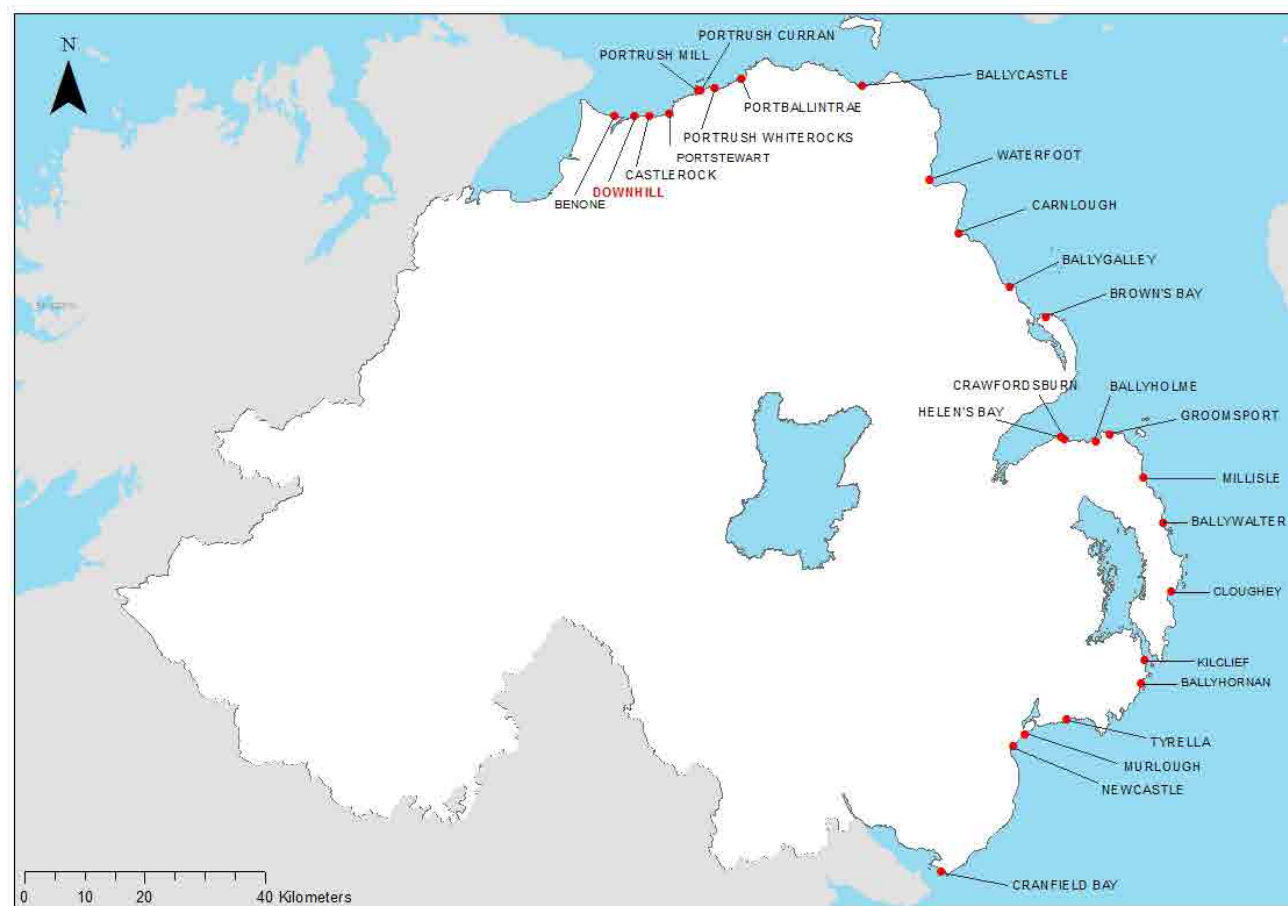 N
PORTRUSH CURRAN
PORTRUSH MILL
BALLYCASTLE
PORTBALLINTRAE
PORTRUSH WHITEROCKS
PORTSTEWART
CASTLEROCK
DOWNHILL
BENONE
WATERFOOT
CARNLOUGH
BALLYGALLEY
BROWN'S BAY
CRAWFORDSBURN
BALLYHOLME
HELEN'S BAY
GROOMSPORT
MILLISLE
BALLYWALTER
CLOUGHEY
KILCLIEF
BALLYHORNAN
TYRELLA
MURLOUGH
NEWCASTLE
CRANFIELD BAY
0 10 20 40 Kilometers